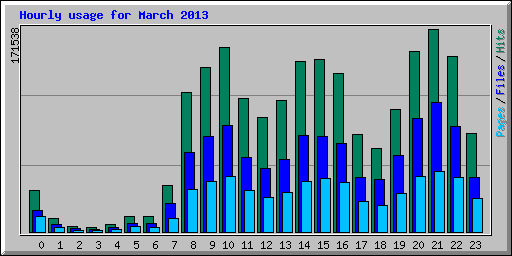 Hourly usage for March 2013
171538
Pages / Files / Hits
0 1 2 3 4 5 6 7 8 9 10 11 12 13 14 15 16 17 18 19 20 21 22 23